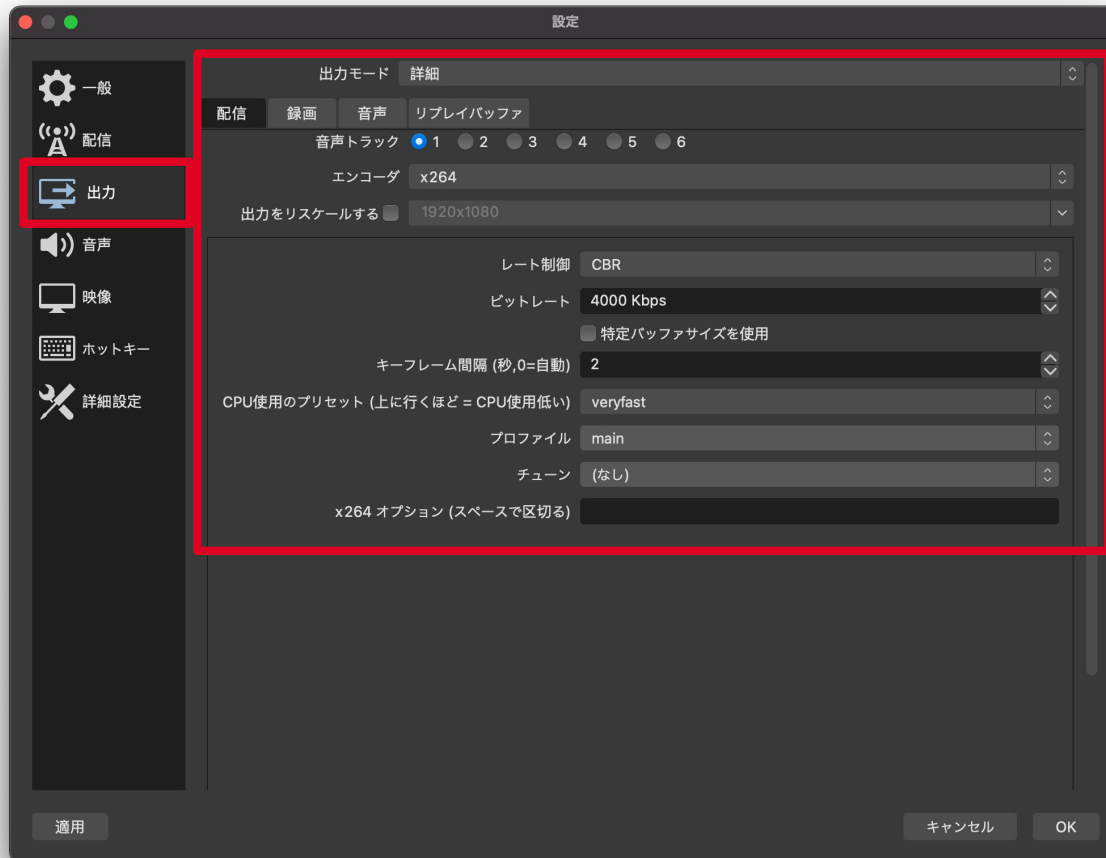 設定
一般
配信
出力
音声
映像
ホットキー
詳細設定
出力モード 詳細
配信 録画 音声 リプレイバッファ
音声トラック 1 2 3 4 5 6
エンコーダ x264
出力をリスケールする 1920x1080
レート制御 CBR
ビットレート 4000 Kbps
特定バッファサイズを使用
キーフレーム間隔 (秒,0=自動) 2
CPU使用のプリセット (上に行くほど = CPU使用低い) veryfast
プロファイル main
チューン (なし)
x264 オプション (スペースで区切る)
適用 キャンセル OK